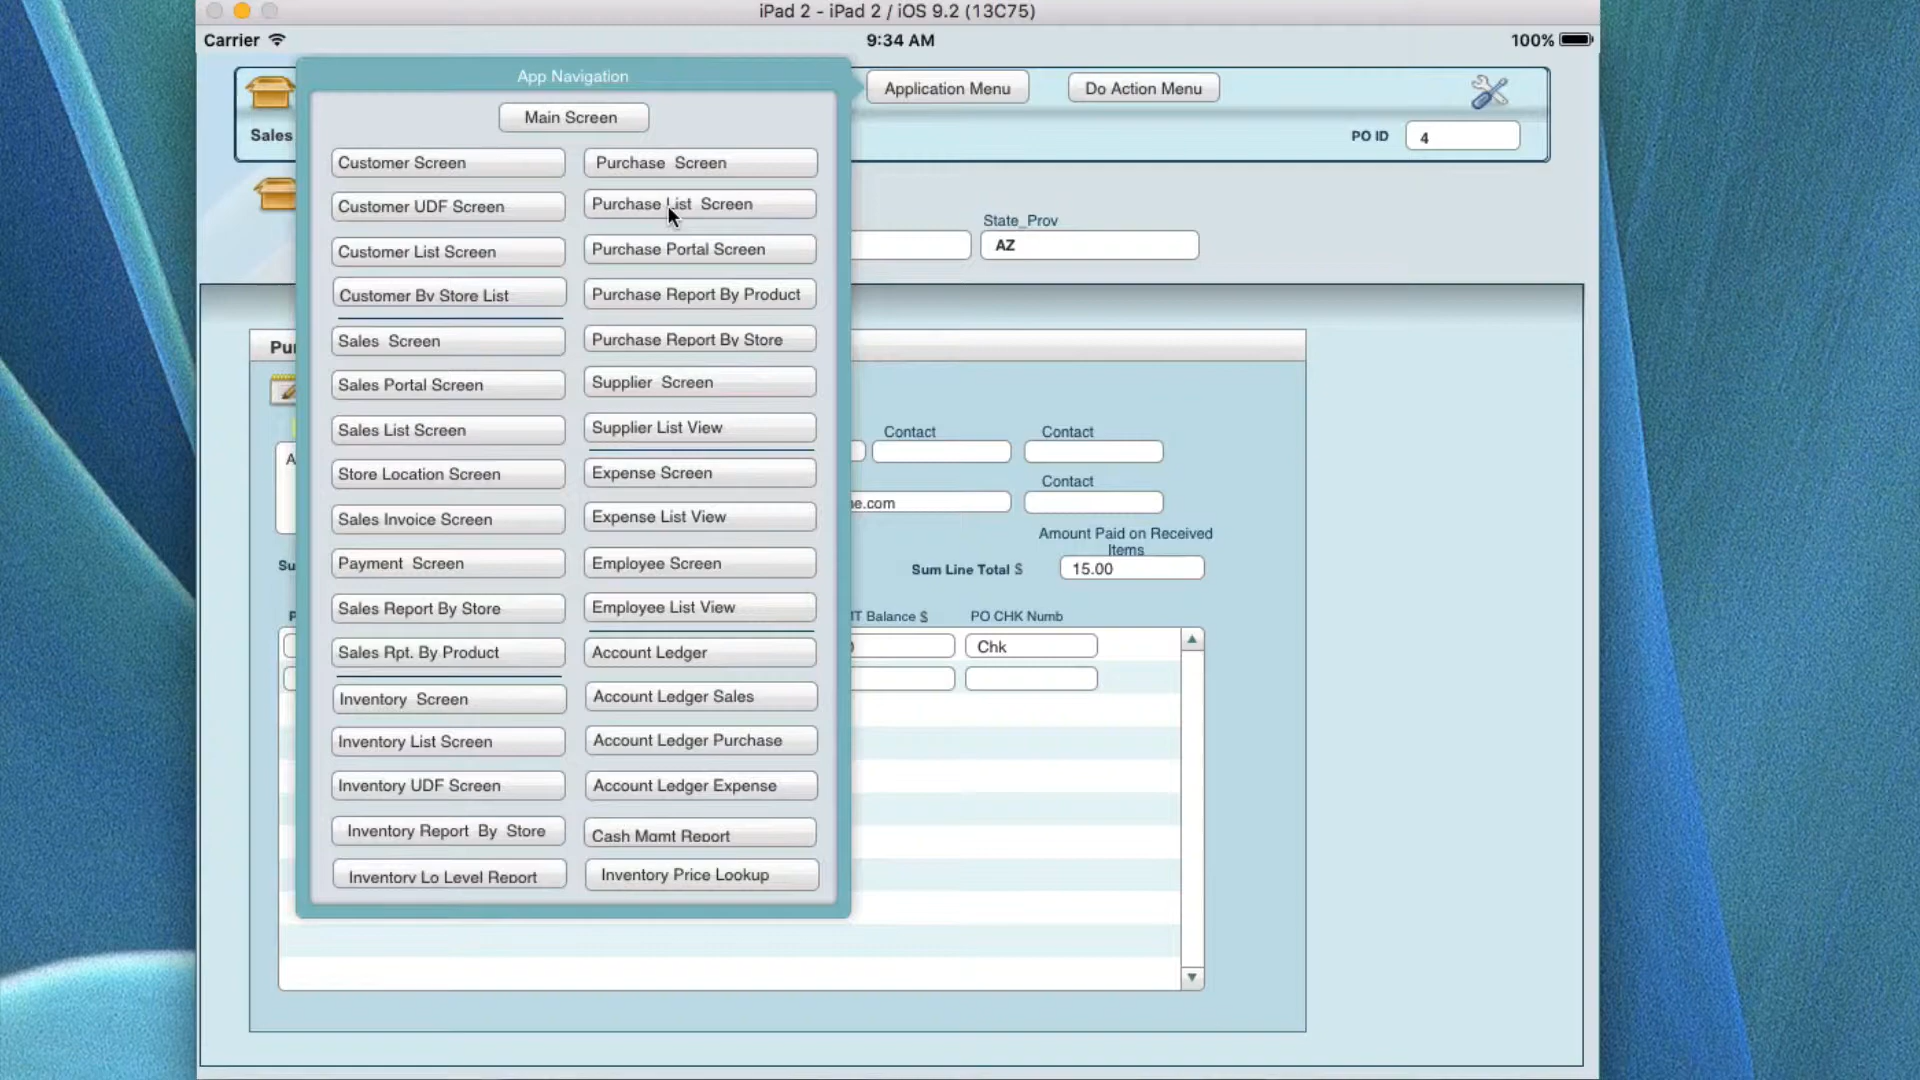 iPad 2 - iPad 2 / iOS 9.2 (13C75)
Carrier
9:34 AM
100%
App Navigation
Application Menu
Do Action Menu
Main Screen
Sales
PO ID
4
Customer Screen
Purchase Screen
Customer UDF Screen
Purchase List Screen
State_Prov
Customer List Screen
Purchase Portal Screen
AZ
Customer By Store List
Purchase Report By Product
Sales Screen
Purchase Report By Store
Pu
Sales Portal Screen
Supplier Screen
Sales List Screen
Supplier List View
Contact
Contact
A
Store Location Screen
Expense Screen
Contact
Sales Invoice Screen
Expense List View
ne.com
Amount Paid on Received
Items
Payment Screen
Employee Screen
Su
Sum Line Total $
15.00
Sales Report By Store
Employee List View
P
T Balance $
PO CHK Numb
Sales Rpt. By Product
Account Ledger
Chk
Inventory Screen
Account Ledger Sales
Inventory List Screen
Account Ledger Purchase
Inventory UDF Screen
Account Ledger Expense
Inventory Report By Store
Cash Mgmt Report
Inventory Lo Level Report
Inventory Price Lookup